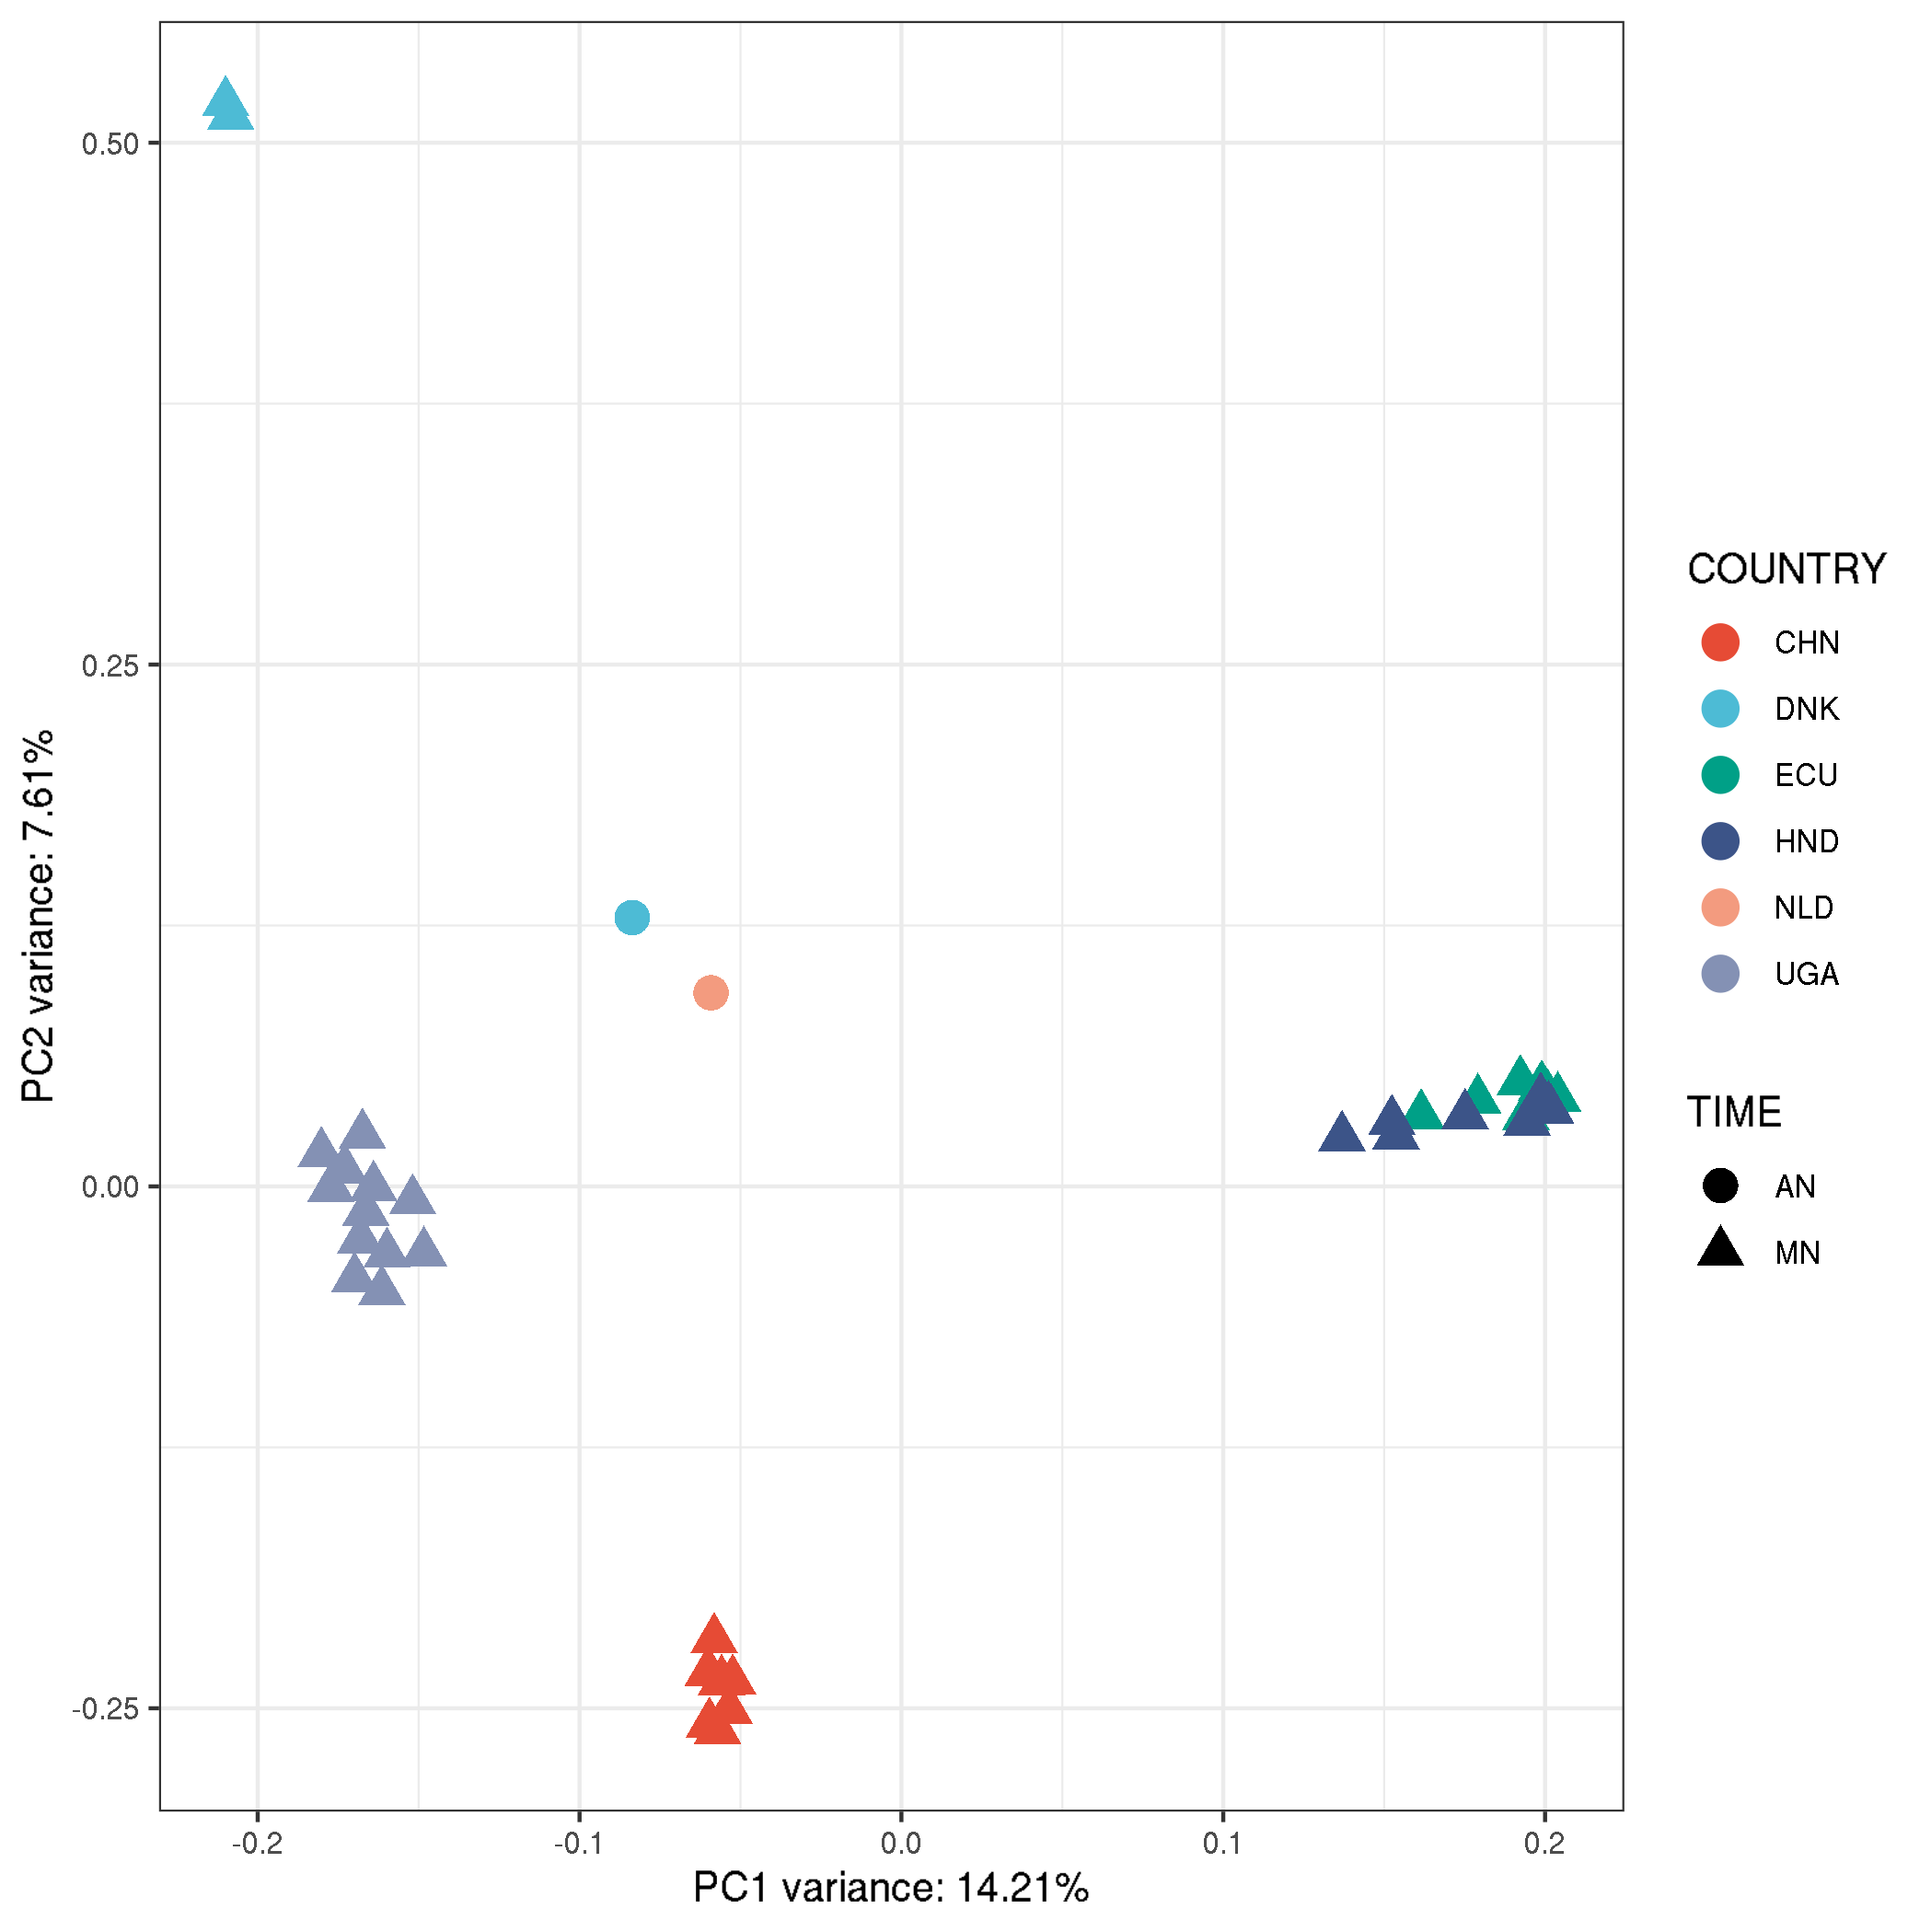 0.50
0.25
0.00
-0.25
PC2 variance: 7.61%
-0.2
-0.1
0.0
0.1
0.2
PC1 variance: 14.21%
COUNTRY
CHN
DNK
ECU
HND
NLD
UGA
TIME
AN
MN